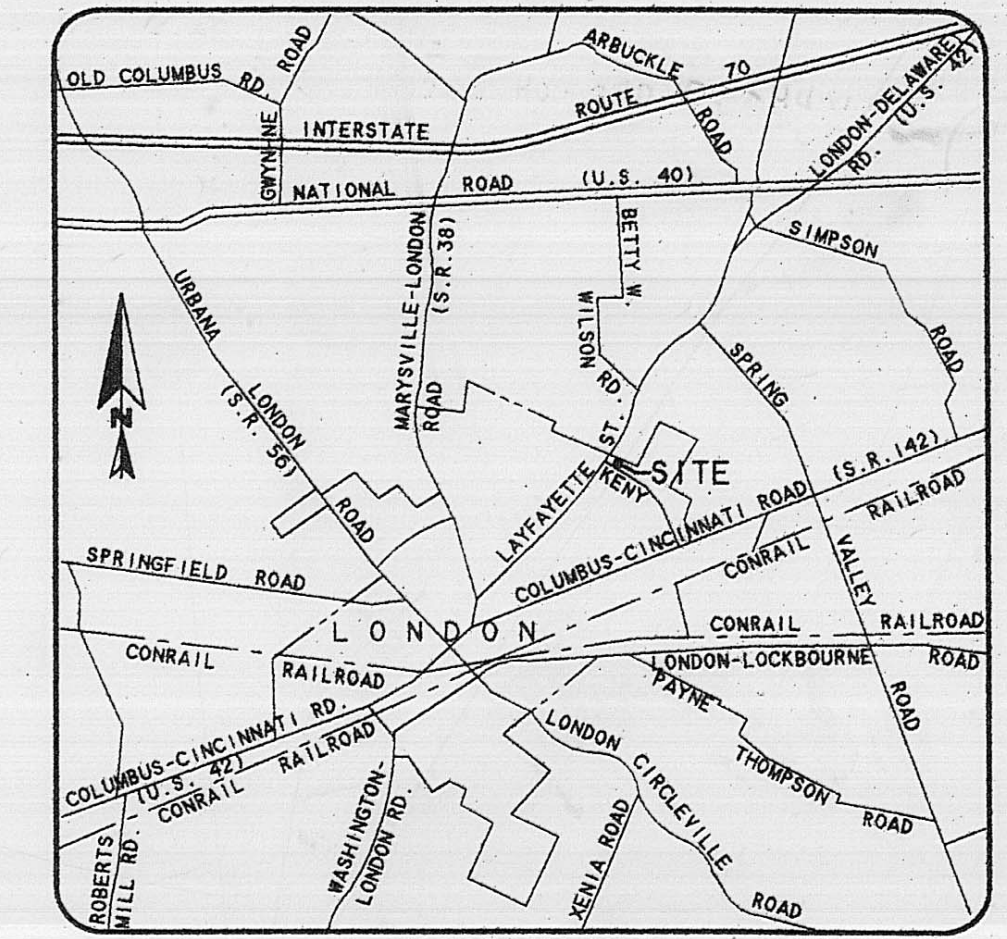 OLD COLUMBUS RD.
GWYNNE ROAD
ARBUCKLE ROAD
INTERSTATE ROUTE 70
LONDON-DELAWARE RD.
(U.S. 42)
NATIONAL ROAD (U.S. 40)
SIMPSON ROAD
BETTY W. WILSON RD.
MARYSVILLE-LONDON ROAD
(S.R. 38)
URBANA LONDON ROAD
(S.R. 56)
N
SPRING VALLEY ROAD
LAYFAYETTE ST.
KENY
SITE
COLUMBUS-CINCINNATI ROAD (S.R. 142)
CONRAIL RAILROAD
SPRINGFIELD ROAD
LONDON
CONRAIL RAILROAD
CONRAIL RAILROAD
LONDON-LOCKBOURNE ROAD
PAYNE THOMPSON ROAD
COLUMBUS-CINCINNATI RD.
(U.S. 42)
CONRAIL RAILROAD
LONDON CIRCLEVILLE ROAD
ROBERTS MILL RD.
WASHINGTON-LONDON RD
XENIA ROAD